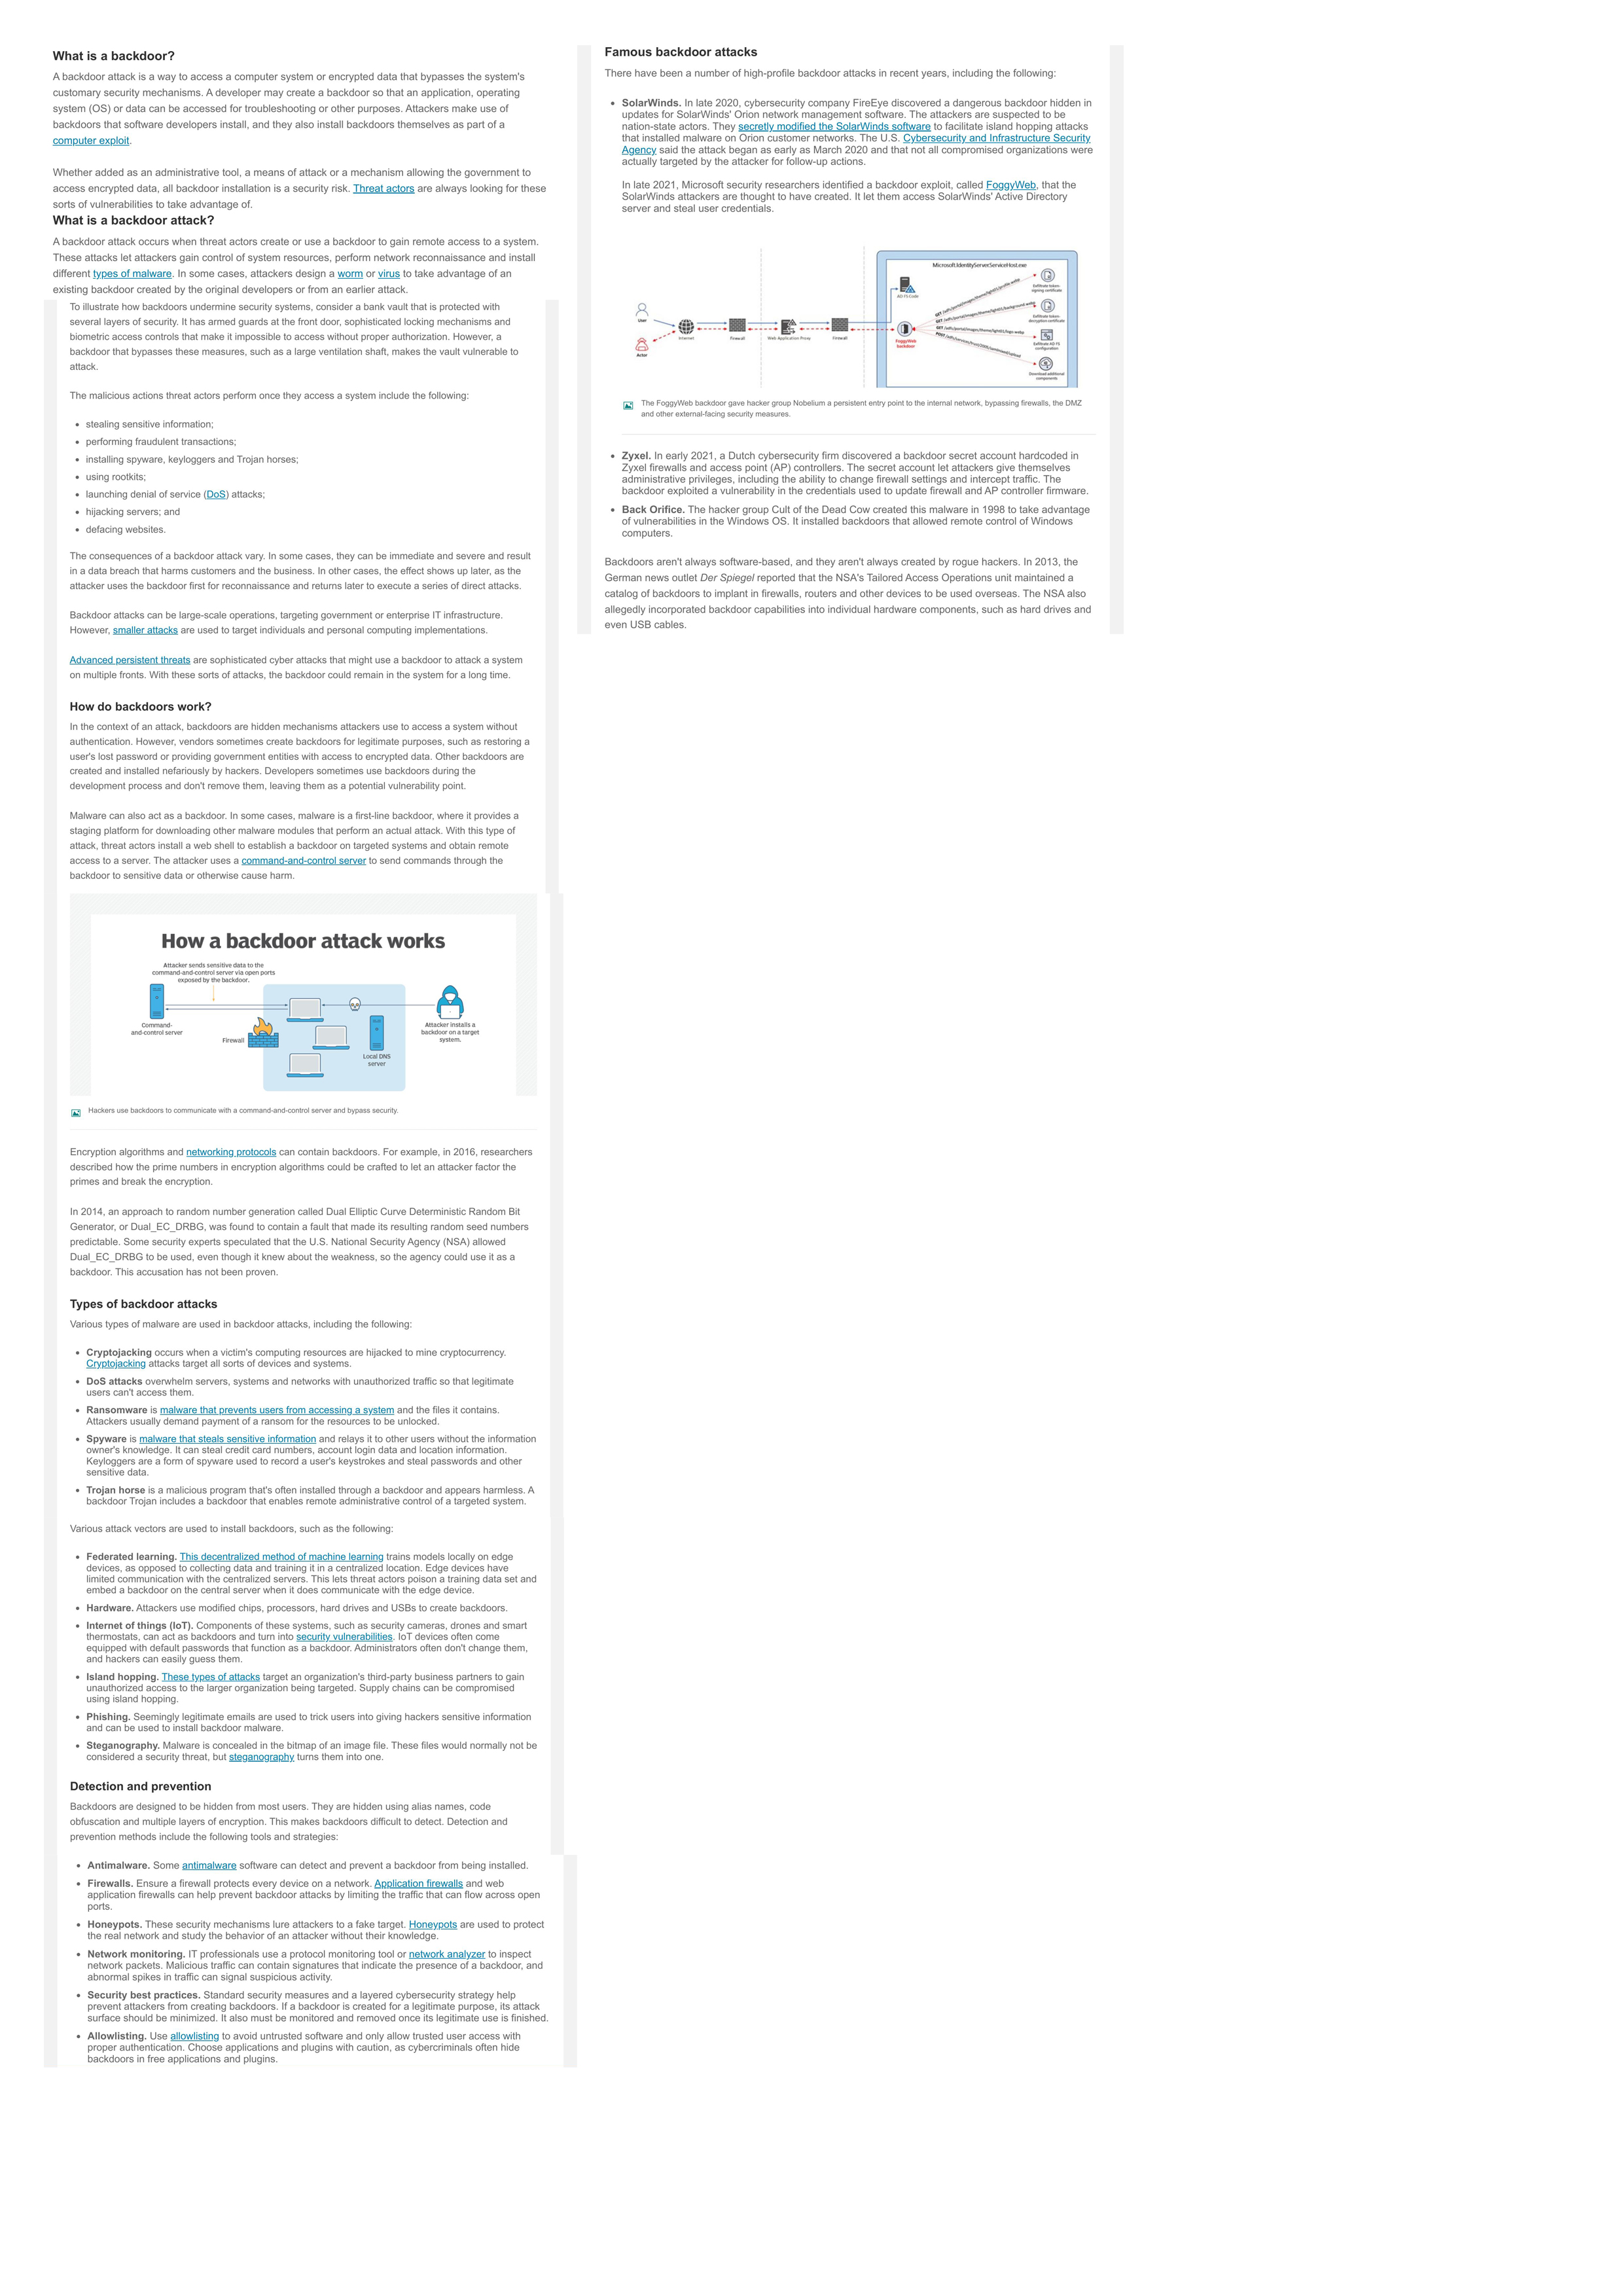 What is a backdoor?
A backdoor attack is a way to access a computer system or encrypted data that bypasses the system's
customary security mechanisms. A developer may create a backdoor so that an application, operating
system (OS) or data can be accessed for troubleshooting or other purposes. Attackers make use of
backdoors that software developers install, and they also install backdoors themselves as part of a
computer exploit.
Whether added as an administrative tool, a means of attack or a mechanism allowing the government to
access encrypted data, all backdoor installation is a security risk. Threat actors are always looking for these
sorts of vulnerabilities to take advantage of.
What is a backdoor attack?
A backdoor attack occurs when threat actors create or use a backdoor to gain remote access to a system.
These attacks let attackers gain control of system resources, perform network reconnaissance and install
different types of malware. In some cases, attackers design a worm or virus to take advantage of an
existing backdoor created by the original developers or from an earlier attack.
To illustrate how backdoors undermine security systems, consider a bank vault that is protected with
several layers of security. It has armed guards at the front door, sophisticated locking mechanisms and
biometric access controls that make it impossible to access without proper authorization. However, a
backdoor that bypasses these measures, such as a large ventilation shaft, makes the vault vulnerable to
attack.
The malicious actions threat actors perform once they access a system include the following:
• stealing sensitive information;
• performing fraudulent transactions;
• installing spyware, keyloggers and Trojan horses;
• using rootkits;
• launching denial of service (DoS) attacks;
• hijacking servers; and
• defacing websites.
The consequences of a backdoor attack vary. In some cases, they can be immediate and severe and result
in a data breach that harms customers and the business. In other cases, the effect shows up later, as the
attacker uses the backdoor first for reconnaissance and returns later to execute a series of direct attacks.
Backdoor attacks can be large-scale operations, targeting government or enterprise IT infrastructure.
However, smaller attacks are used to target individuals and personal computing implementations.
Advanced persistent threats are sophisticated cyber attacks that might use a backdoor to attack a system
on multiple fronts. With these sorts of attacks, the backdoor could remain in the system for a long time.
How do backdoors work?
In the context of an attack, backdoors are hidden mechanisms attackers use to access a system without
authentication. However, vendors sometimes create backdoors for legitimate purposes, such as restoring a
user's lost password or providing government entities with access to encrypted data. Other backdoors are
created and installed nefariously by hackers. Developers sometimes use backdoors during the
development process and don't remove them, leaving them as a potential vulnerability point.
Malware can also act as a backdoor. In some cases, malware is a first-line backdoor, where it provides a
staging platform for downloading other malware modules that perform an actual attack. With this type of
attack, threat actors install a web shell to establish a backdoor on targeted systems and obtain remote
access to a server. The attacker uses a command-and-control server to send commands through the
backdoor to sensitive data or otherwise cause harm.
How a backdoor attack works
Attacker sends sensitive data to the
command-and-control server via open ports
exposed by the backdoor.
Command-
and-control server
Firewall
Local DNS
server
Attacker installs a
backdoor on a target
system.
Hackers use backdoors to communicate with a command-and-control server and bypass security.
Encryption algorithms and networking protocols can contain backdoors. For example, in 2016, researchers
described how the prime numbers in encryption algorithms could be crafted to let an attacker factor the
primes and break the encryption.
In 2014, an approach to random number generation called Dual Elliptic Curve Deterministic Random Bit
Generator, or Dual_EC_DRBG, was found to contain a fault that made its resulting random seed numbers
predictable. Some security experts speculated that the U.S. National Security Agency (NSA) allowed
Dual_EC_DRBG to be used, even though it knew about the weakness, so the agency could use it as a
backdoor. This accusation has not been proven.
Types of backdoor attacks
Various types of malware are used in backdoor attacks, including the following:
• Cryptojacking occurs when a victim's computing resources are hijacked to mine cryptocurrency.
Cryptojacking attacks target all sorts of devices and systems.
• DoS attacks overwhelm servers, systems and networks with unauthorized traffic so that legitimate
users can't access them.
• Ransomware is malware that prevents users from accessing a system and the files it contains.
Attackers usually demand payment of a ransom for the resources to be unlocked.
• Spyware is malware that steals sensitive information and relays it to other users without the information
owner's knowledge. It can steal credit card numbers, account login data and location information.
Keyloggers are a form of spyware used to record a user's keystrokes and steal passwords and other
sensitive data.
• Trojan horse is a malicious program that's often installed through a backdoor and appears harmless. A
backdoor Trojan includes a backdoor that enables remote administrative control of a targeted system.
Various attack vectors are used to install backdoors, such as the following:
• Federated learning. This decentralized method of machine learning trains models locally on edge
devices, as opposed to collecting data and training it in a centralized location. Edge devices have
limited communication with the centralized servers. This lets threat actors poison a training data set and
embed a backdoor on the central server when it does communicate with the edge device.
• Hardware. Attackers use modified chips, processors, hard drives and USBs to create backdoors.
• Internet of things (IoT). Components of these systems, such as security cameras, drones and smart
thermostats, can act as backdoors and turn into security vulnerabilities. IoT devices often come
equipped with default passwords that function as a backdoor. Administrators often don't change them,
and hackers can easily guess them.
• Island hopping. These types of attacks target an organization's third-party business partners to gain
unauthorized access to the larger organization being targeted. Supply chains can be compromised
using island hopping.
• Phishing. Seemingly legitimate emails are used to trick users into giving hackers sensitive information
and can be used to install backdoor malware.
• Steganography. Malware is concealed in the bitmap of an image file. These files would normally not be
considered a security threat, but steganography turns them into one.
Detection and prevention
Backdoors are designed to be hidden from most users. They are hidden using alias names, code
obfuscation and multiple layers of encryption. This makes backdoors difficult to detect. Detection and
prevention methods include the following tools and strategies:
• Antimalware. Some antimalware software can detect and prevent a backdoor from being installed.
• Firewalls. Ensure a firewall protects every device on a network. Application firewalls and web
application firewalls can help prevent backdoor attacks by limiting the traffic that can flow across open
ports.
• Honeypots. These security mechanisms lure attackers to a fake target. Honeypots are used to protect
the real network and study the behavior of an attacker without their knowledge.
• Network monitoring. IT professionals use a protocol monitoring tool or network analyzer to inspect
network packets. Malicious traffic can contain signatures that indicate the presence of a backdoor, and
abnormal spikes in traffic can signal suspicious activity.
• Security best practices. Standard security measures and a layered cybersecurity strategy help
prevent attackers from creating backdoors. If a backdoor is created for a legitimate purpose, its attack
surface should be minimized. It also must be monitored and removed once its legitimate use is finished.
• Allowlisting. Use allowlisting to avoid untrusted software and only allow trusted user access with
proper authentication. Choose applications and plugins with caution, as cybercriminals often hide
backdoors in free applications and plugins.
Famous backdoor attacks
There have been a number of high-profile backdoor attacks in recent years, including the following:
• SolarWinds. In late 2020, cybersecurity company FireEye discovered a dangerous backdoor hidden in
updates for SolarWinds' Orion network management software. The attackers are suspected to be
nation-state actors. They secretly modified the SolarWinds software to facilitate island hopping attacks
that installed malware on Orion customer networks. The U.S. Cybersecurity and Infrastructure Security
Agency said the attack began as early as March 2020 and that not all compromised organizations were
actually targeted by the attacker for follow-up actions.
In late 2021, Microsoft security researchers identified a backdoor exploit, called FoggyWeb, that the
SolarWinds attackers are thought to have created. It let them access SolarWinds' Active Directory
server and steal user credentials.
Microsoft.IdentityServerServiceHost.exe
AD FS Code
User
Actor
Internet
Firewall
Web Application Proxy
Firewall
FoggyWeb
backdoor
Exfiltrate token-
signing certificate
Exfiltrate token-
decryption certificate
Exfiltrate AD FS
configuration
Download additional
components
The FoggyWeb backdoor gave hacker group Nobelium a persistent entry point to the internal network, bypassing firewalls, the DMZ
and other external-facing security measures.
• Zyxel. In early 2021, a Dutch cybersecurity firm discovered a backdoor secret account hardcoded in
Zyxel firewalls and access point (AP) controllers. The secret account let attackers give themselves
administrative privileges, including the ability to change firewall settings and intercept traffic. The
backdoor exploited a vulnerability in the credentials used to update firewall and AP controller firmware.
• Back Orifice. The hacker group Cult of the Dead Cow created this malware in 1998 to take advantage
of vulnerabilities in the Windows OS. It installed backdoors that allowed remote control of Windows
computers.
Backdoors aren't always software-based, and they aren't always created by rogue hackers. In 2013, the
German news outlet Der Spiegel reported that the NSA's Tailored Access Operations unit maintained a
catalog of backdoors to implant in firewalls, routers and other devices to be used overseas. The NSA also
allegedly incorporated backdoor capabilities into individual hardware components, such as hard drives and
even USB cables.